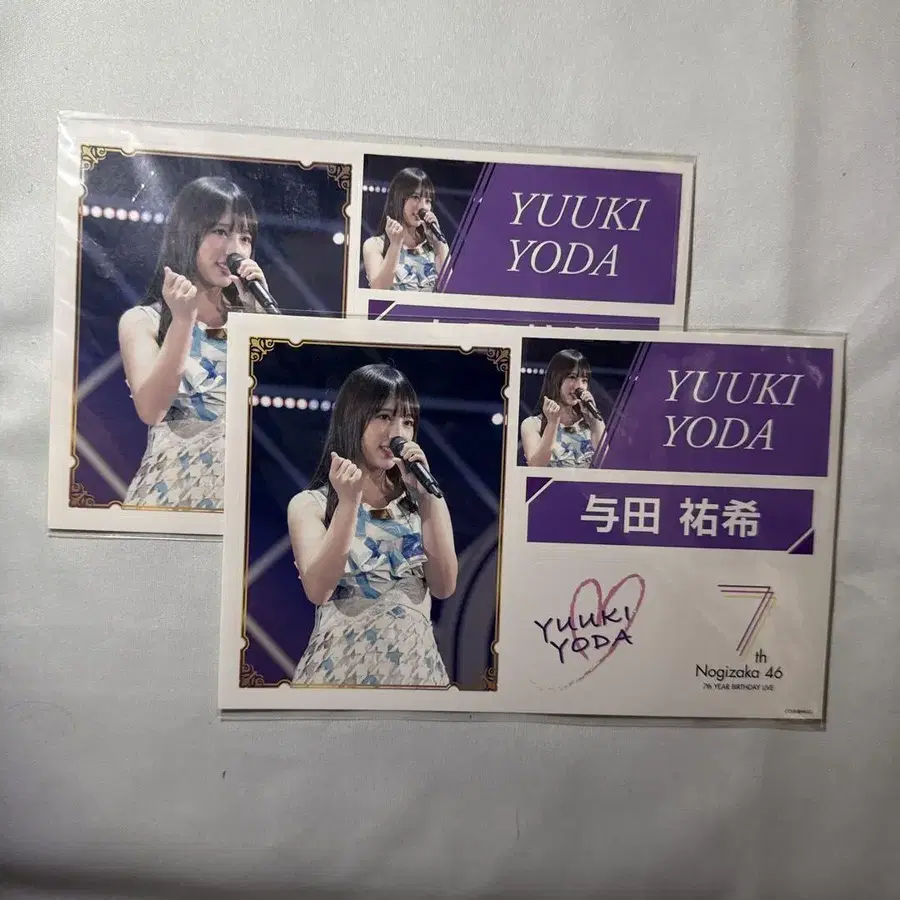 YUUKI
YODA
YUUKI
YODA
与田 祐希
YUUKI
YODA
7th
Nogizaka 46
7th YEAR BIRTHDAY LIVE